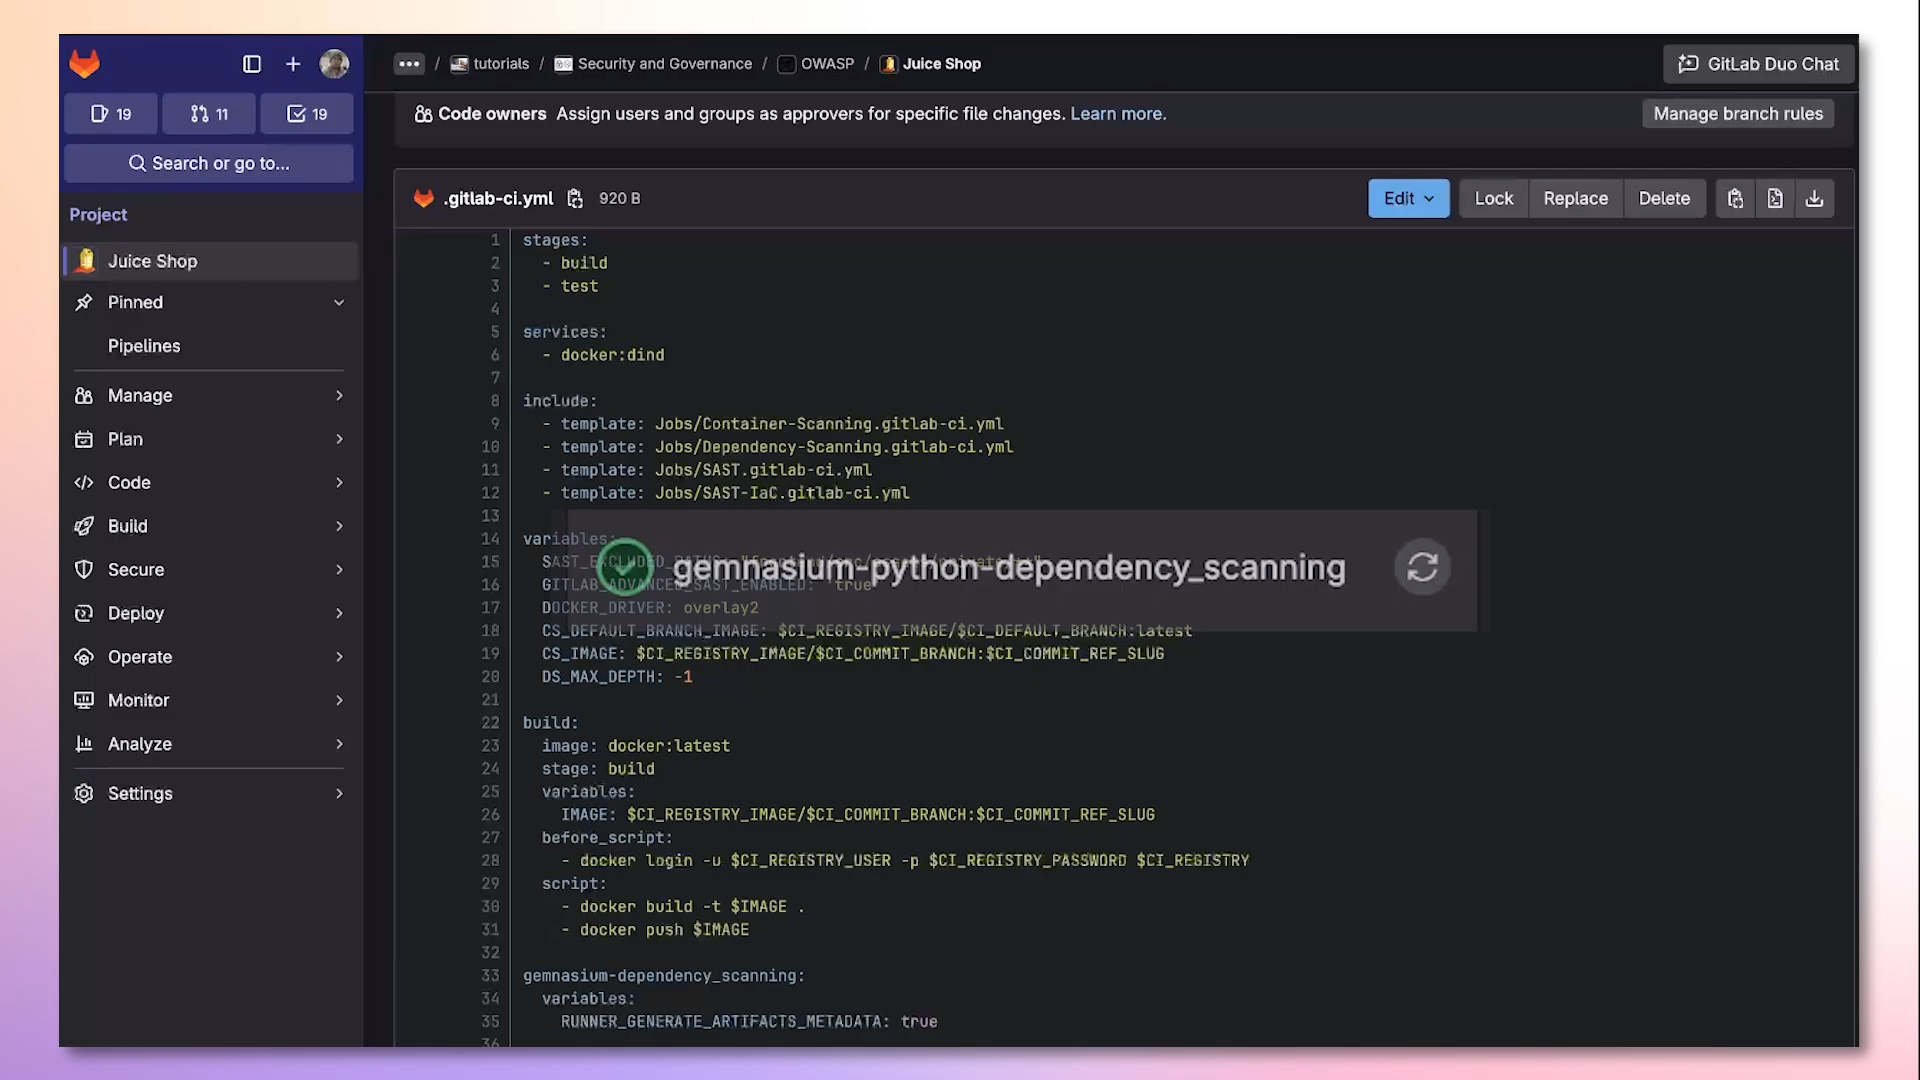 ••• / tutorials / Security and Governance / OWASP / Juice Shop
GitLab Duo Chat
19 11 19
Search or go to...
Project
Juice Shop
Pinned
Pipelines
Manage
Plan
Code
Build
Secure
Deploy
Operate
Monitor
Analyze
Settings
Code owners Assign users and groups as approvers for specific file changes. Learn more.
Manage branch rules
.gitlab-ci.yml 920 B
Edit Lock Replace Delete
1 stages:
2 - build
3 - test
4
5 services:
6 - docker:dind
7
8 include:
9 - template: Jobs/Container-Scanning.gitlab-ci.yml
10 - template: Jobs/Dependency-Scanning.gitlab-ci.yml
11 - template: Jobs/SAST.gitlab-ci.yml
12 - template: Jobs/SAST-IaC.gitlab-ci.yml
13
14 variables:
15 SAST_EXCLUDED_PATHS:
16 GITLAB_ADVANCED_SAST_ENABLED: 'true'
17 DOCKER_DRIVER: overlay2
18 CS_DEFAULT_BRANCH_IMAGE: $CI_REGISTRY_IMAGE/$CI_DEFAULT_BRANCH:latest
19 CS_IMAGE: $CI_REGISTRY_IMAGE/$CI_COMMIT_BRANCH:$CI_COMMIT_REF_SLUG
20 DS_MAX_DEPTH: -1
21
22 build:
23 image: docker:latest
24 stage: build
25 variables:
26 IMAGE: $CI_REGISTRY_IMAGE/$CI_COMMIT_BRANCH:$CI_COMMIT_REF_SLUG
27 before_script:
28 - docker login -u $CI_REGISTRY_USER -p $CI_REGISTRY_PASSWORD $CI_REGISTRY
29 script:
30 - docker build -t $IMAGE .
31 - docker push $IMAGE
32
33 gemnasium-dependency_scanning:
34 variables:
35 RUNNER_GENERATE_ARTIFACTS_METADATA: true
36
gemnasium-python-dependency_scanning